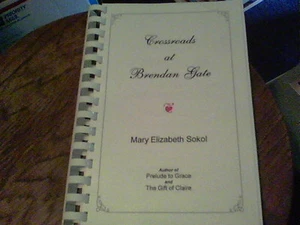 Crossroads
at
Brendan Gate
Mary Elizabeth Sokol
Author of
Prelude to Grace
and
The Gift of Claire